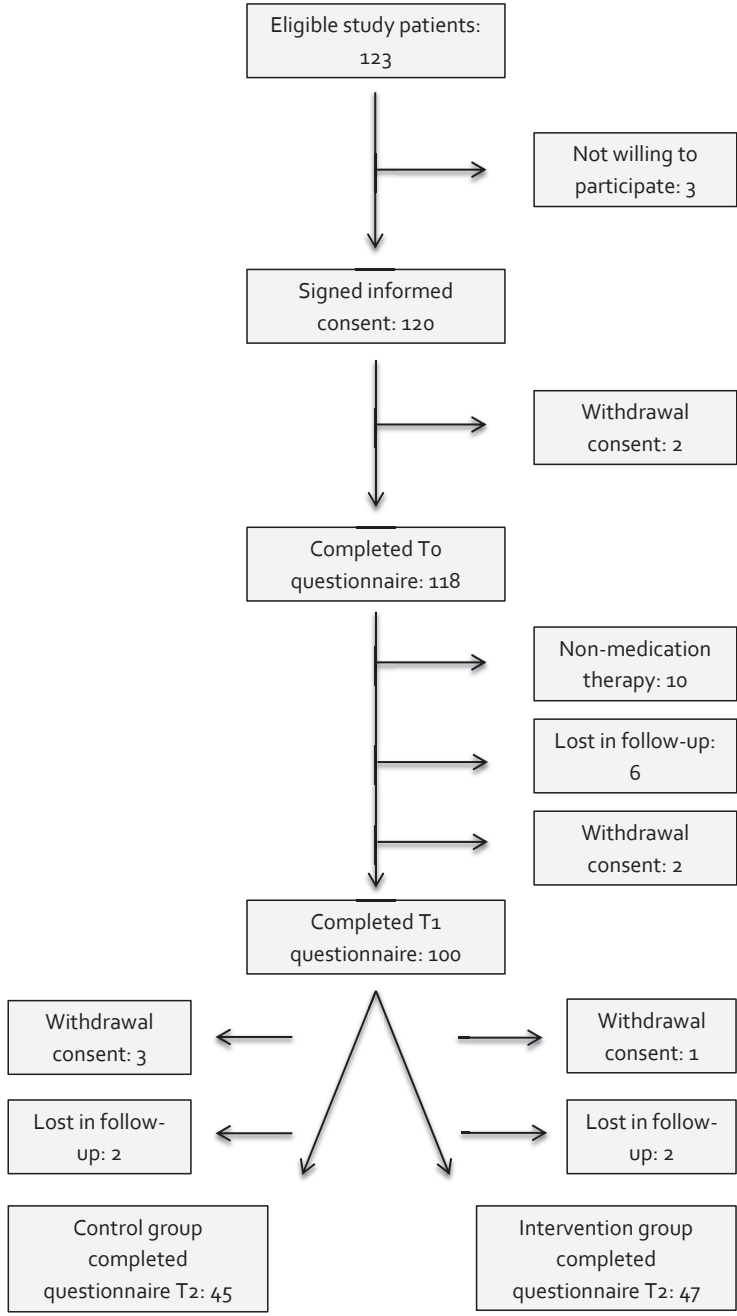 Eligible study patients:
123
Not willing to
participate: 3
Signed informed
consent: 120
Withdrawal
consent: 2
Completed T0
questionnaire: 118
Non-medication
therapy: 10
Lost in follow-up:
6
Withdrawal
consent: 2
Completed T1
questionnaire: 100
Withdrawal
consent: 3
Withdrawal
consent: 1
Lost in follow-
up: 2
Lost in follow-
up: 2
Control group
completed
questionnaire T2: 45
Intervention group
completed
questionnaire T2: 47